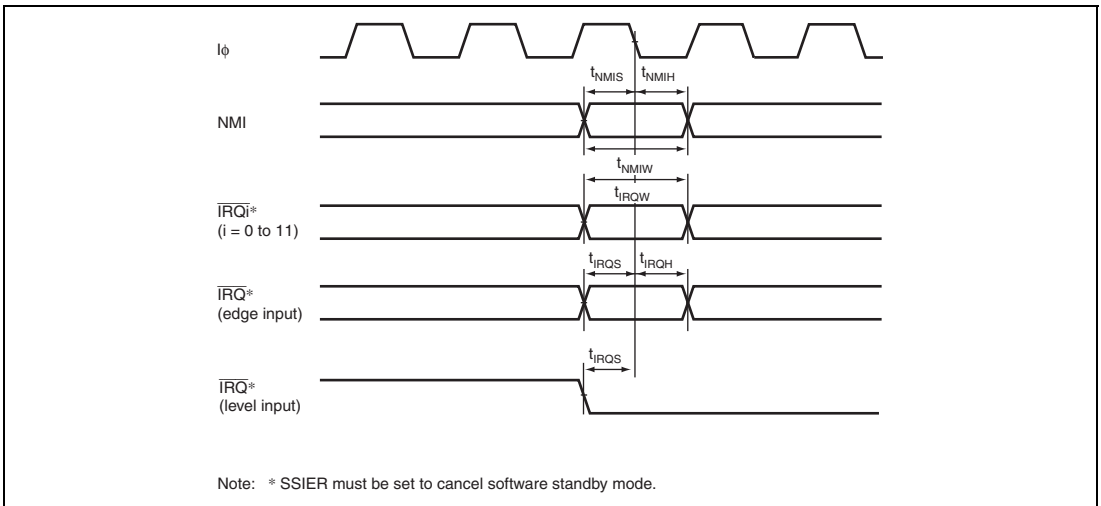 Iϕ
tNMIS tNMIH
NMI
tNMIW
tIRQW
IRQi*
(i = 0 to 11)
tIRQS tIRQH
IRQ*
(edge input)
tIRQS
IRQ*
(level input)
Note: * SSIER must be set to cancel software standby mode.